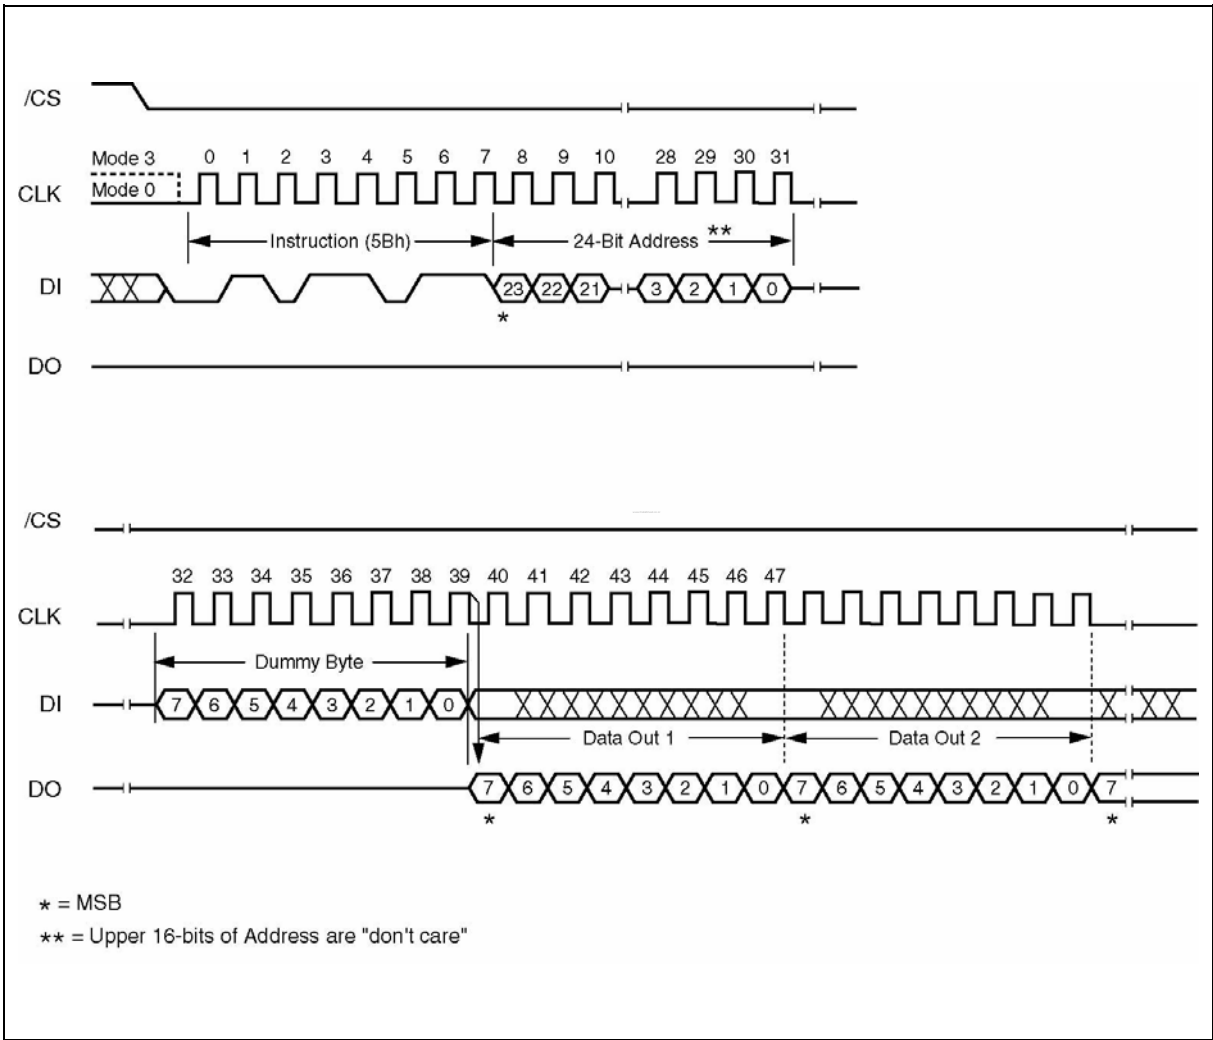 /CS
Mode 3 0 1 2 3 4 5 6 7 8 9 10 28 29 30 31
CLK Mode 0
Instruction (5Bh) 24-Bit Address **
DI 23 22 21 3 2 1 0
*
DO
/CS
32 33 34 35 36 37 38 39 40 41 42 43 44 45 46 47
CLK
Dummy Byte
DI 7 6 5 4 3 2 1 0
Data Out 1 Data Out 2
DO 7 6 5 4 3 2 1 0 7 6 5 4 3 2 1 0 7
* * *
* = MSB
** = Upper 16-bits of Address are "don't care"